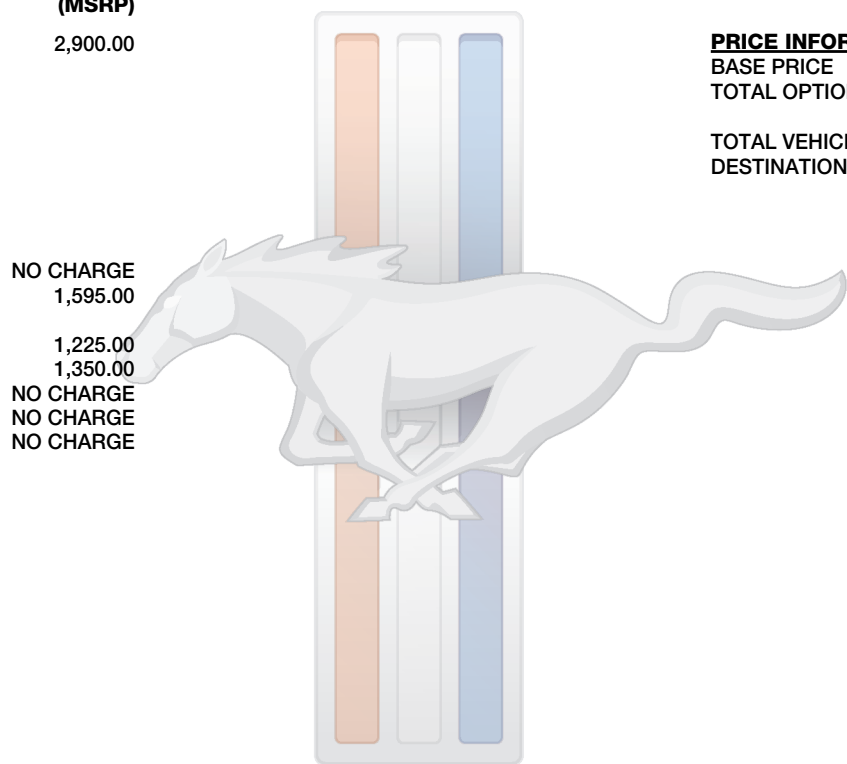 (MSRP)
2,900.00
NO CHARGE
1,595.00
1,225.00
1,350.00
NO CHARGE
NO CHARGE
NO CHARGE
PRICE INFOR
BASE PRICE
TOTAL OPTIO
TOTAL VEHIC
DESTINATION